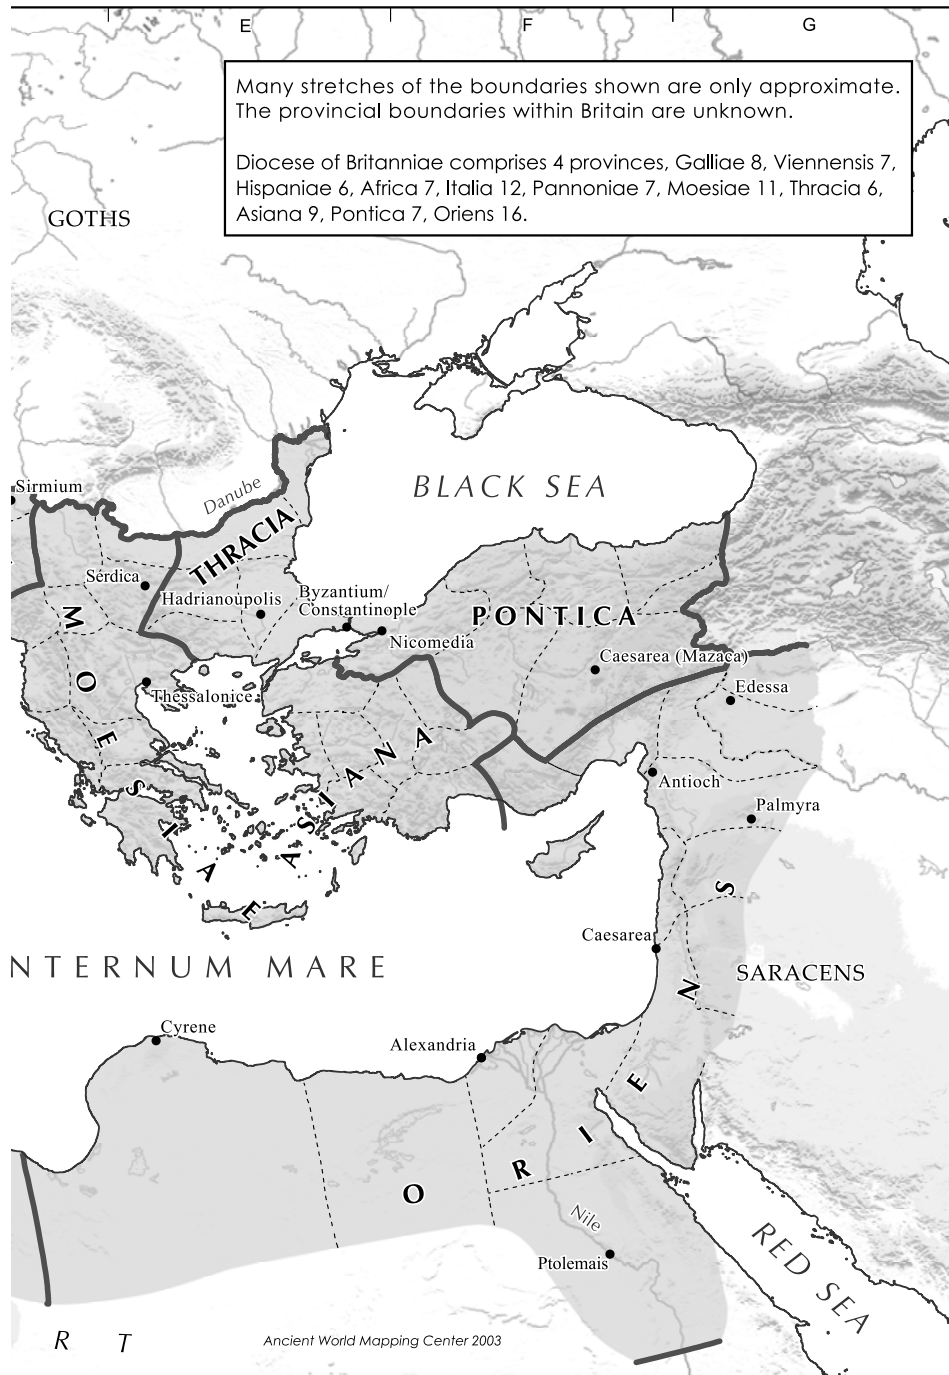 E F G
Many stretches of the boundaries shown are only approximate.
The provincial boundaries within Britain are unknown.
Diocese of Britanniae comprises 4 provinces, Galliae 8, Viennensis 7,
Hispaniae 6, Africa 7, Italia 12, Pannoniae 7, Moesiae 11, Thracia 6,
Asiana 9, Pontica 7, Oriens 16.
GOTHS
Sirmium
Danube
BLACK SEA
THRACIA
Serdica
Hadrianoupolis
Byzantium/
Constantinople
Nicomedia
PONTICA
Caesarea (Mazaca)
Edessa
Thessalonice
MOESIAE
ASIANA
Antioch
Palmyra
Caesarea
NTERNUM MARE
SARACENS
Cyrene
Alexandria
ORIENS
Nile
Ptolemais
RED SEA
R T
Ancient World Mapping Center 2003